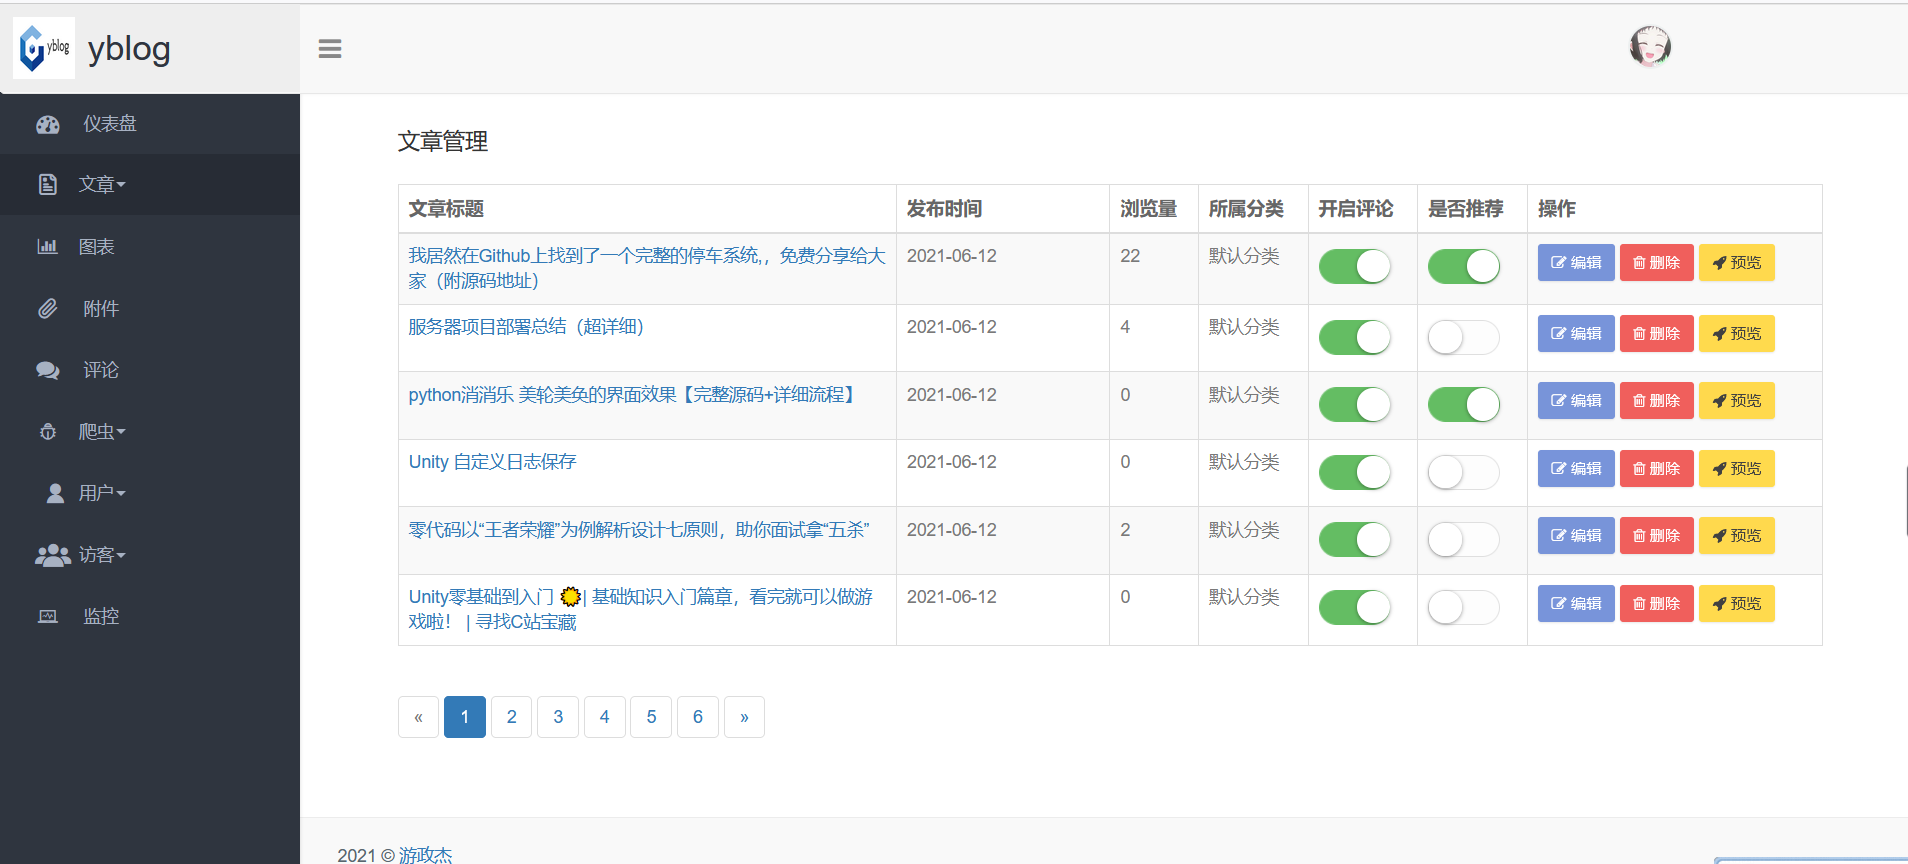 yblog
yblog
仪表盘
文章
图表
附件
评论
爬虫
用户
访客
监控
文章管理
文章标题 发布时间 浏览量 所属分类 开启评论 是否推荐 操作
我居然在Github上找到了一个完整的停车系统,，免费分享给大 2021-06-12 22 默认分类 编辑 删除 预览
家（附源码地址）
服务器项目部署总结（超详细） 2021-06-12 4 默认分类 编辑 删除 预览
python消消乐 美轮美奂的界面效果【完整源码+详细流程】 2021-06-12 0 默认分类 编辑 删除 预览
Unity 自定义日志保存 2021-06-12 0 默认分类 编辑 删除 预览
零代码以“王者荣耀”为例解析设计七原则，助你面试拿“五杀” 2021-06-12 2 默认分类 编辑 删除 预览
Unity零基础到入门 | 基础知识入门篇章，看完就可以做游 2021-06-12 0 默认分类 编辑 删除 预览
戏啦！ | 寻找C站宝藏
« 1 2 3 4 5 6 »
2021 © 游政杰